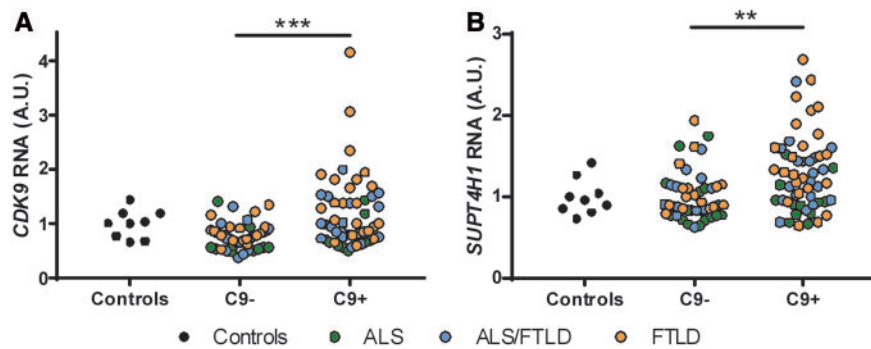 A
***
CDK9 RNA (A.U.)
4
3
2
1
0
Controls C9- C9+
B
**
SUPT4H1 RNA (A.U.)
3
2
1
0
Controls C9- C9+
Controls ALS ALS/FTLD FTLD